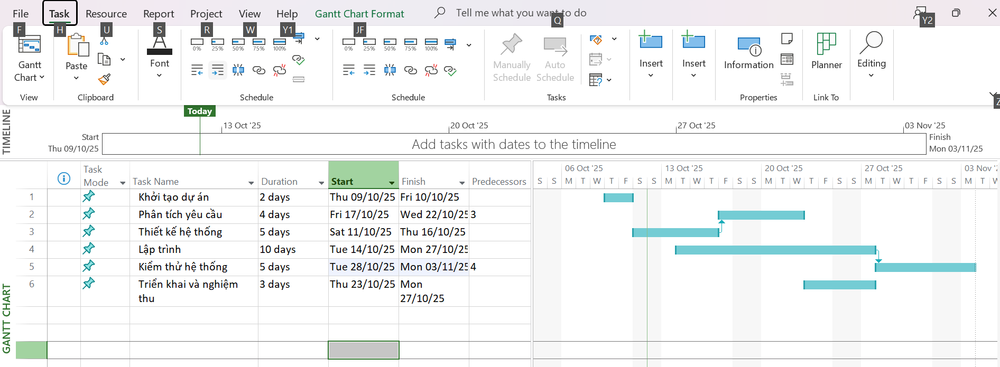 File Task Resource Report Project View Help Gantt Chart Format Tell me what you want to do
F H U S R W Y1 JF Q Y2
0% 25% 50% 75% 100% 0% 25% 50% 75% 100%
Gantt Chart
Paste
Font
Manually Schedule
Auto Schedule
Insert
Insert
Information
Planner
Editing
View Clipboard Schedule Schedule Tasks Properties Link To
Z
TIMELINE
Today
13 Oct '25 20 Oct '25 27 Oct '25 03 Nov '25
Start
Thu 09/10/25
Add tasks with dates to the timeline
Finish
Mon 03/11/25
GANTT CHART
Task Mode Task Name Duration Start Finish Predecessors
06 Oct '25 13 Oct '25 20 Oct '25 27 Oct '25 03 Nov '2
S S M T W T F S S M T W T F S S M T W T F S S M T W T F S S M T W
1 Khởi tạo dự án 2 days Thu 09/10/25 Fri 10/10/25
2 Phân tích yêu cầu 4 days Fri 17/10/25 Wed 22/10/25 3
3 Thiết kế hệ thống 5 days Sat 11/10/25 Thu 16/10/25
4 Lập trình 10 days Tue 14/10/25 Mon 27/10/25
5 Kiểm thử hệ thống 5 days Tue 28/10/25 Mon 03/11/25 4
6 Triển khai và nghiệm thu 3 days Thu 23/10/25 Mon 27/10/25